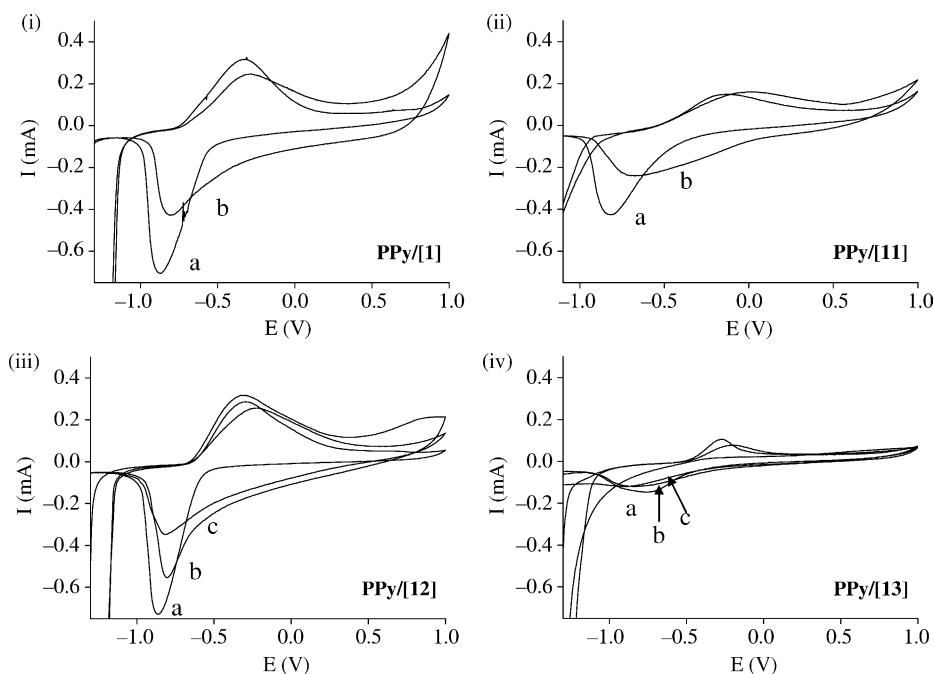 (i)
0.4
0.2
0.0
–0.2
–0.4
–0.6
I (mA)
b
a
PPy/[1]
–1.0
–0.5
0.0
0.5
1.0
E (V)
(ii)
0.4
0.2
0.0
–0.2
–0.4
–0.6
I (mA)
b
a
PPy/[11]
–1.0
–0.5
0.0
0.5
1.0
E (V)
(iii)
0.4
0.2
0.0
–0.2
–0.4
–0.6
I (mA)
c
b
a
PPy/[12]
–1.0
–0.5
0.0
0.5
1.0
E (V)
(iv)
0.4
0.2
0.0
–0.2
–0.4
–0.6
I (mA)
a
b
c
PPy/[13]
–1.0
–0.5
0.0
0.5
1.0
E (V)